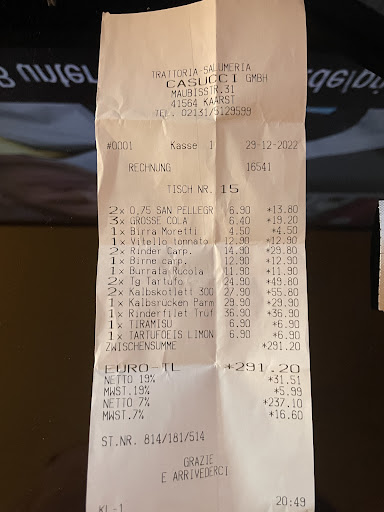 8 unter
TRATTORIA-SALUMERIA
CASUCCI GMBH
MAUBISSTR.31
41564 KAARST
TEL. 02131/5129599
#0001 Kasse 1 29-12-2022
RECHNUNG 16541
TISCH NR. 15
2x 0,75 SAN PELLEGR 6.90 *13.80
3x GROSSE COLA 6.40 *19.20
1x Birra Moretti 4.50 *4.50
1x Vitello tonnato 12.90 *12.90
2x Rinder Carp. 14.90 *29.80
1x Birne carp. 12.90 *12.90
1x Burrata Rucola 11.90 *11.90
2x Tg Tartufo 24.90 *49.80
2x Kalbskotlett 300 27.90 *55.80
1x Kalbsrücken Parm 29.90 *29.90
1x Rinderfilet Trüf 36.90 *36.90
1x TIRAMISU 6.90 *6.90
1x TARTUFOEIS LIMON 6.90 *6.90
ZWISCHENSUMME *291.20
EURO-TL *291.20
NETTO 19% *31.51
MWST.19% *5.99
NETTO 7% *237.10
MWST.7% *16.60
ST.NR. 814/181/514
GRAZIE
E ARRIVEDERCI
KL-1 20:49